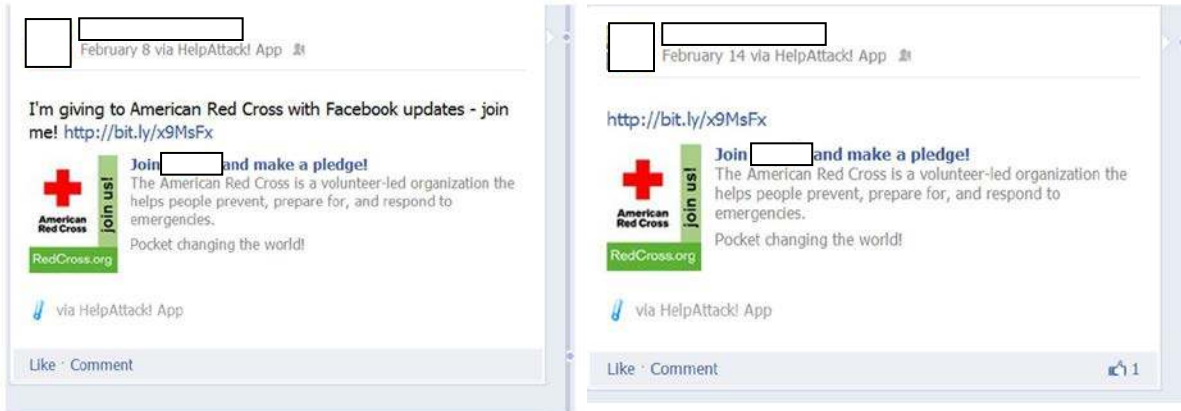 February 8 via HelpAttack! App
I'm giving to American Red Cross with Facebook updates - join
me! http://bit.ly/x9MsFx
Join and make a pledge!
The American Red Cross is a volunteer-led organization the
helps people prevent, prepare for, and respond to
emergencies.
Pocket changing the world!
American
Red Cross
join us!
RedCross.org
via HelpAttack! App
Like · Comment
February 14 via HelpAttack! App
http://bit.ly/x9MsFx
Join and make a pledge!
The American Red Cross is a volunteer-led organization the
helps people prevent, prepare for, and respond to
emergencies.
Pocket changing the world!
American
Red Cross
join us!
RedCross.org
via HelpAttack! App
Like · Comment
1